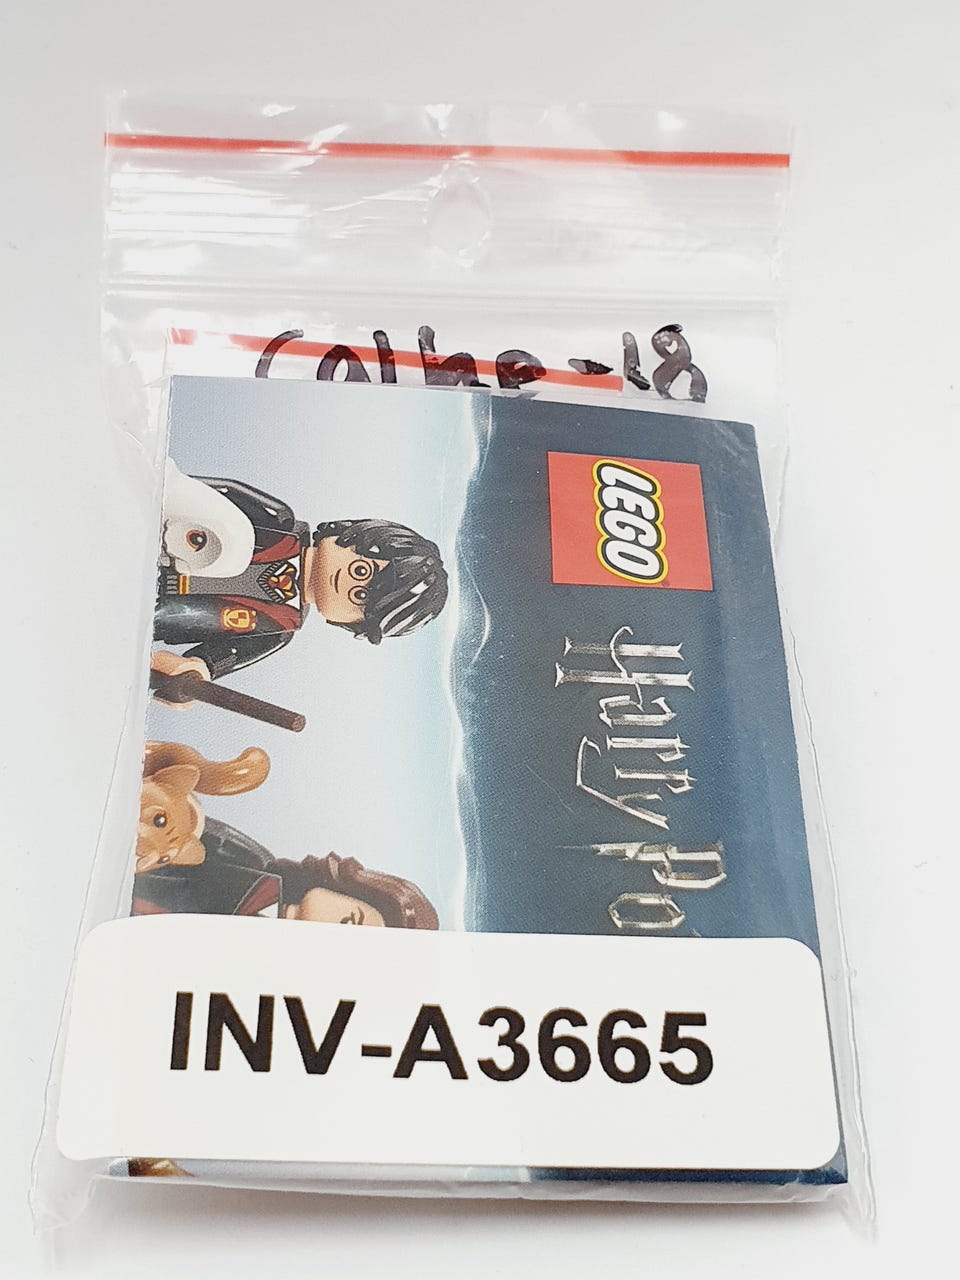 colhp-18
LEGO
Harry Po
INV-A3665